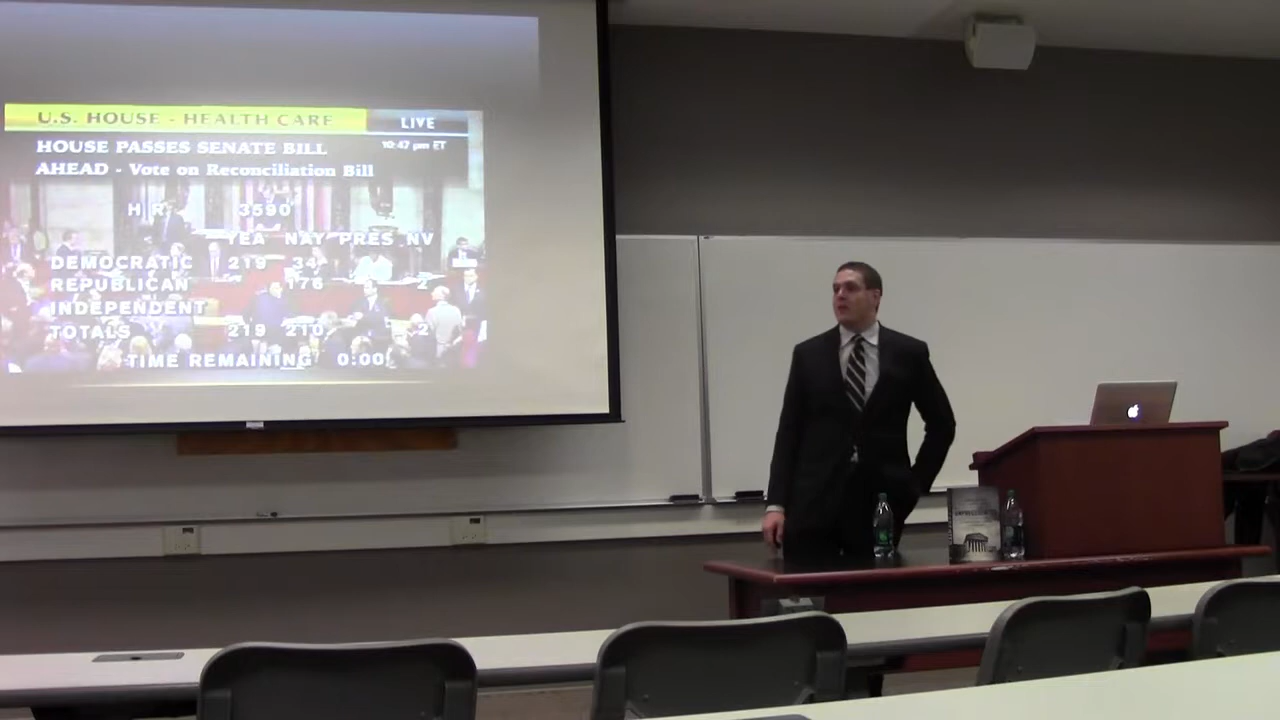 U.S. HOUSE - HEALTH CARE LIVE
HOUSE PASSES SENATE BILL 10:47 pm ET
AHEAD - Vote on Reconciliation Bill
H R 3590
YEA NAY PRES NV
DEMOCRATIC 219 34
REPUBLICAN 176 2
INDEPENDENT
TOTALS 219 210 2
TIME REMAINING 0:00